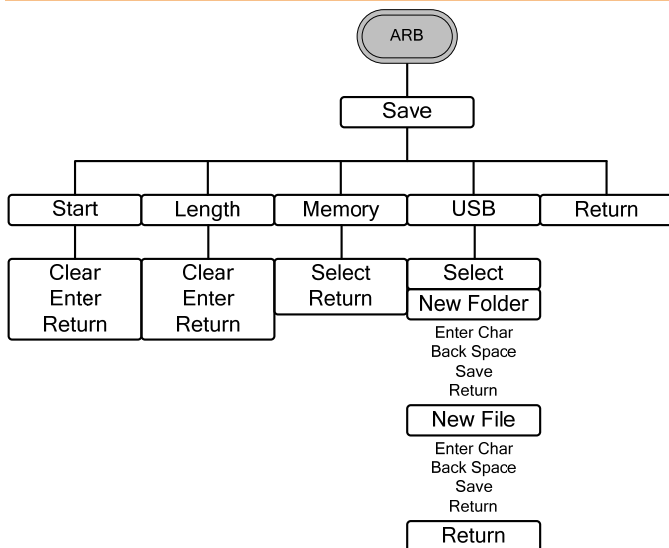 ARB
Save
Start
Length
Memory
USB
Return
Clear
Enter
Return
Clear
Enter
Return
Select
Return
Select
New Folder
Enter Char
Back Space
Save
Return
New File
Enter Char
Back Space
Save
Return
Return